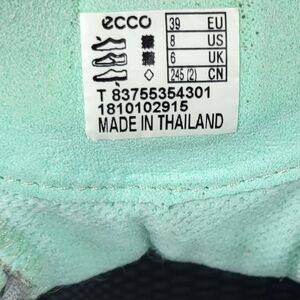 ecco
39 EU
8 US
6 UK
245 (2) CN
T 83755354301
1810102915
MADE IN THAILAND